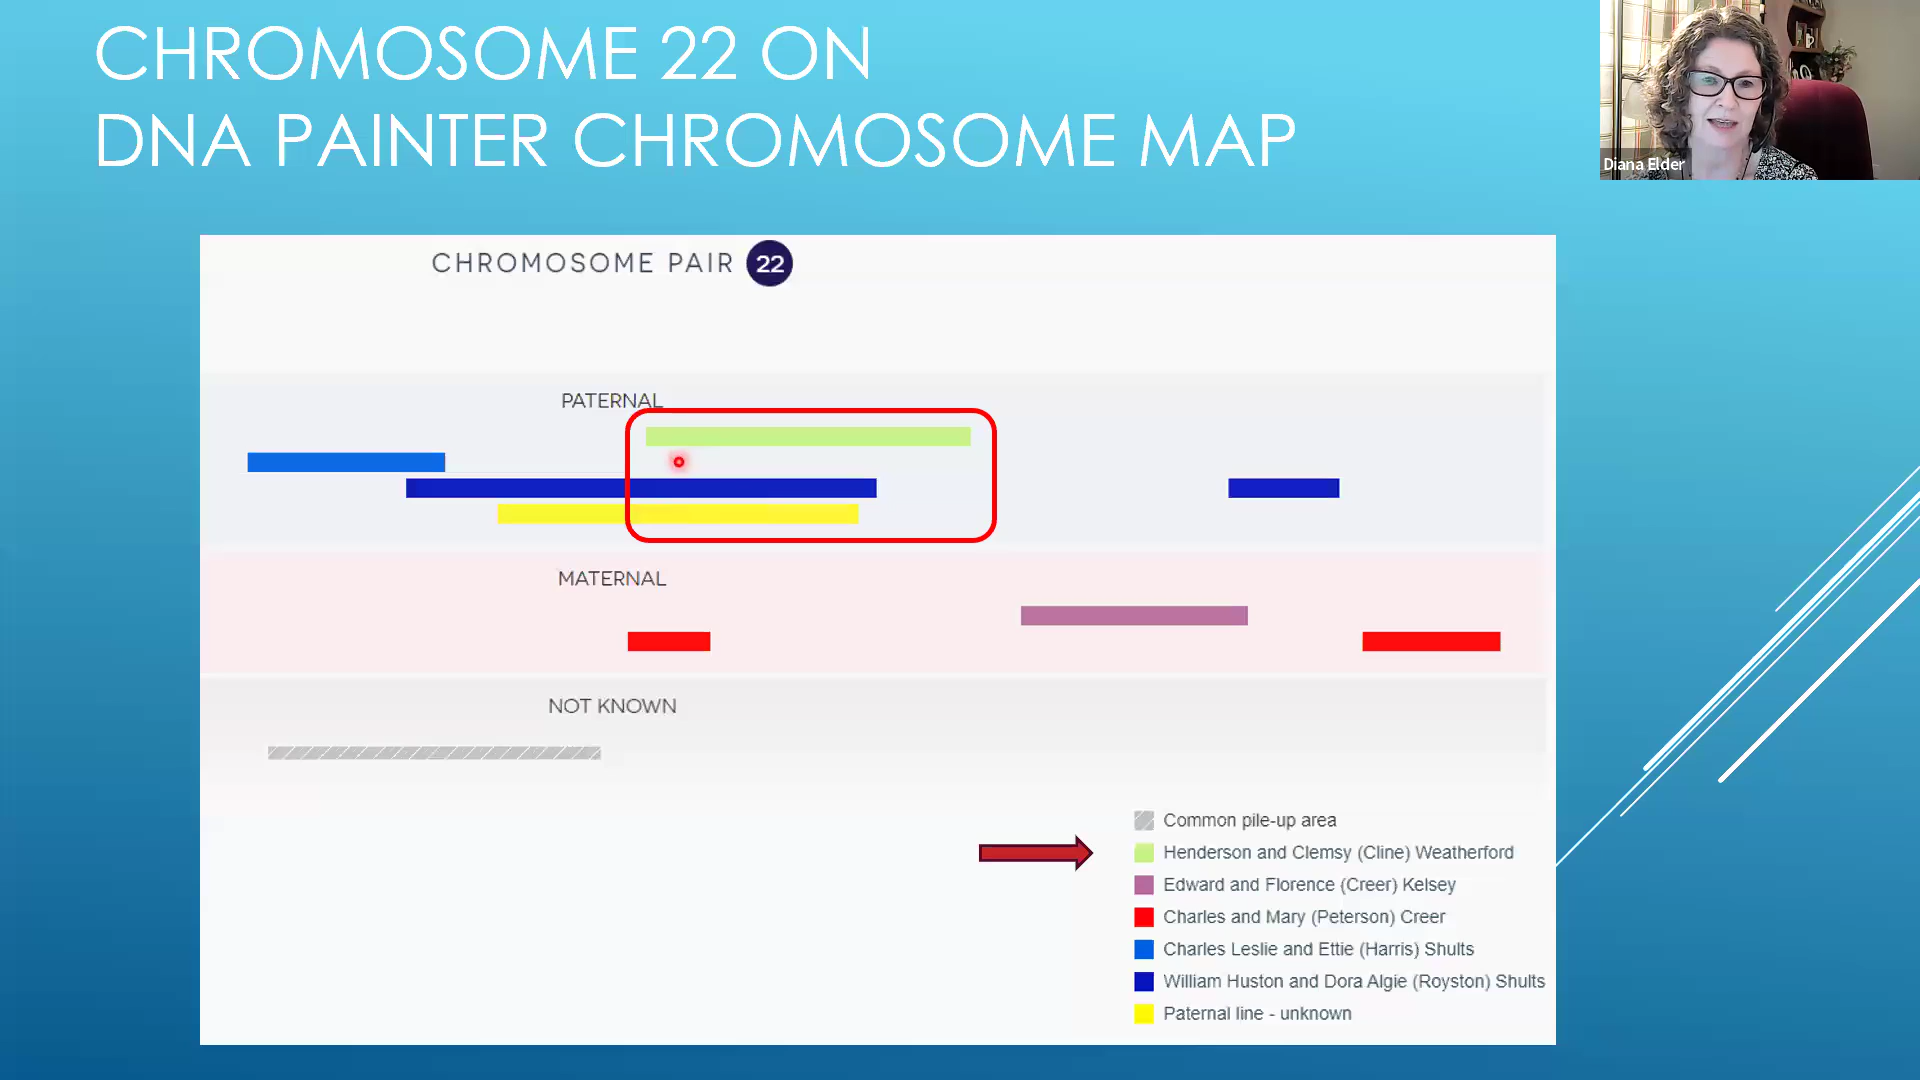 CHROMOSOME 22 ON
DNA PAINTER CHROMOSOME MAP
Diana Elder
CHROMOSOME PAIR 22
PATERNAL
MATERNAL
NOT KNOWN
Common pile-up area
Henderson and Clemsy (Cline) Weatherford
Edward and Florence (Creer) Kelsey
Charles and Mary (Peterson) Creer
Charles Leslie and Ettie (Harris) Shults
William Huston and Dora Algie (Royston) Shults
Paternal line - unknown